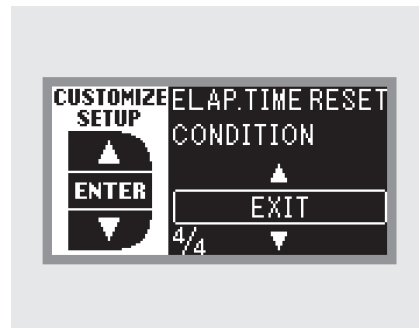 CUSTOMIZE
SETUP
ENTER
ELAP.TIME RESET
CONDITION
EXIT
4/4